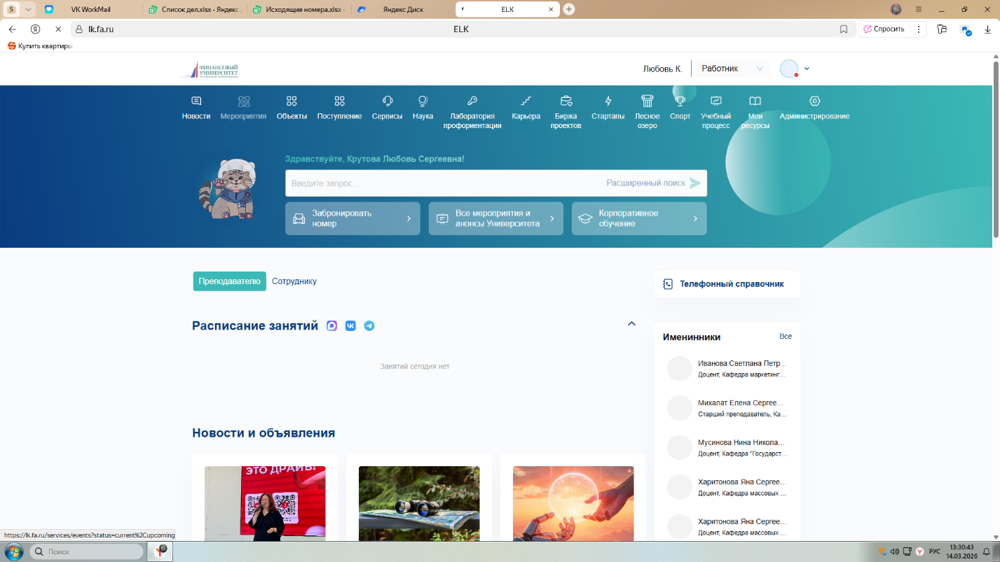 5
VK WorkMail
Список дел.xlsx - Яндекс
Исходящие номера.xlsx -
Яндекс Диск
ELK
lk.fa.ru
ELK
Спросить
Купить квартиры
ФИНАНСОВЫЙ
УНИВЕРСИТЕТ
Любовь К.
Работник
Новости
Мероприятия
Объекты
Поступление
Сервисы
Наука
Лаборатория
профориентации
Карьера
Биржа
проектов
Стартапы
Лесное
озеро
Спорт
Учебный
процесс
Мои
ресурсы
Администрирование
Здравствуйте, Крутова Любовь Сергеевна!
Введите запрос...
Расширенный поиск
Забронировать
номер
Все мероприятия и
анонсы Университета
Корпоративное
обучение
Преподавателю
Сотруднику
Телефонный справочник
Расписание занятий
Занятий сегодня нет
Именинники
Все
Иванова Светлана Петр...
Доцент, Кафедра маркетинг...
Михалат Елена Сергее...
Старший преподаватель, Ка...
Мусинова Нина Никола...
Доцент, Кафедра "Государст...
Харитонова Яна Сергее...
Доцент, Кафедра массовых ...
Харитонова Яна Сергее...
Доцент, Кафедра массовых ...
Новости и объявления
ЭТО ДРАЙВ!
https://lk.fa.ru/services/events?status=current%2Cupcoming
Поиск
РУС
13:30:43
14.03.2026